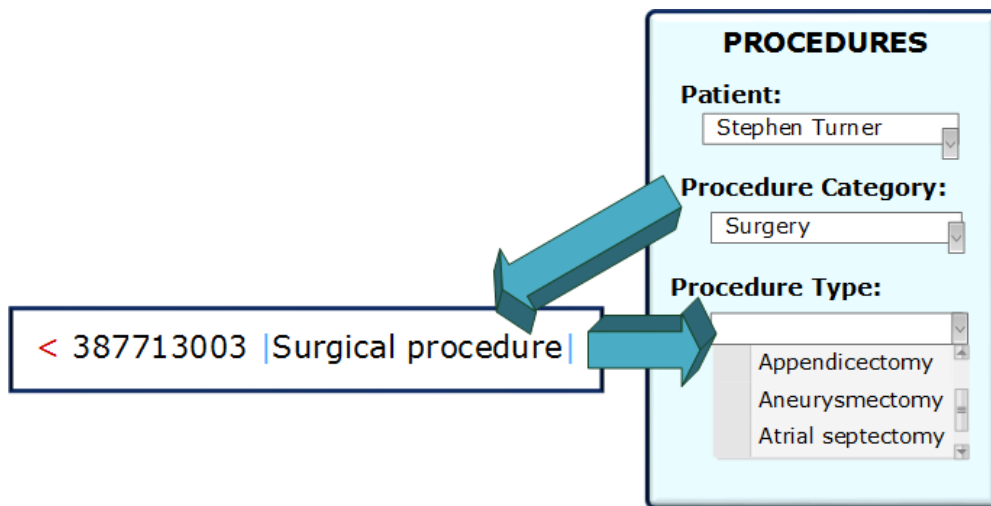 PROCEDURES
Patient:
Stephen Turner
Procedure Category:
Surgery
Procedure Type:
< 387713003 |Surgical procedure|
Appendicectomy
Aneurysmectomy
Atrial septectomy